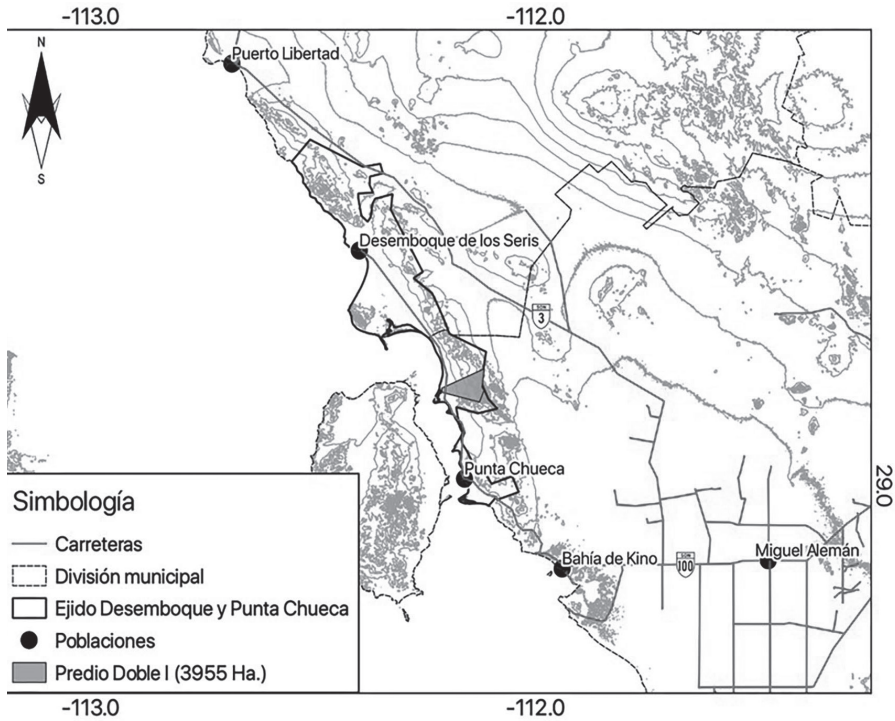 -113.0
-112.0
N
S
Puerto Libertad
Desemboque de los Seris
SON
3
Punta Chueca
29.0
Simbología
Carreteras
División municipal
Ejido Desemboque y Punta Chueca
Poblaciones
Predio Doble I (3955 Ha.)
Bahía de Kino
SON
100
Miguel Alemán
-113.0
-112.0